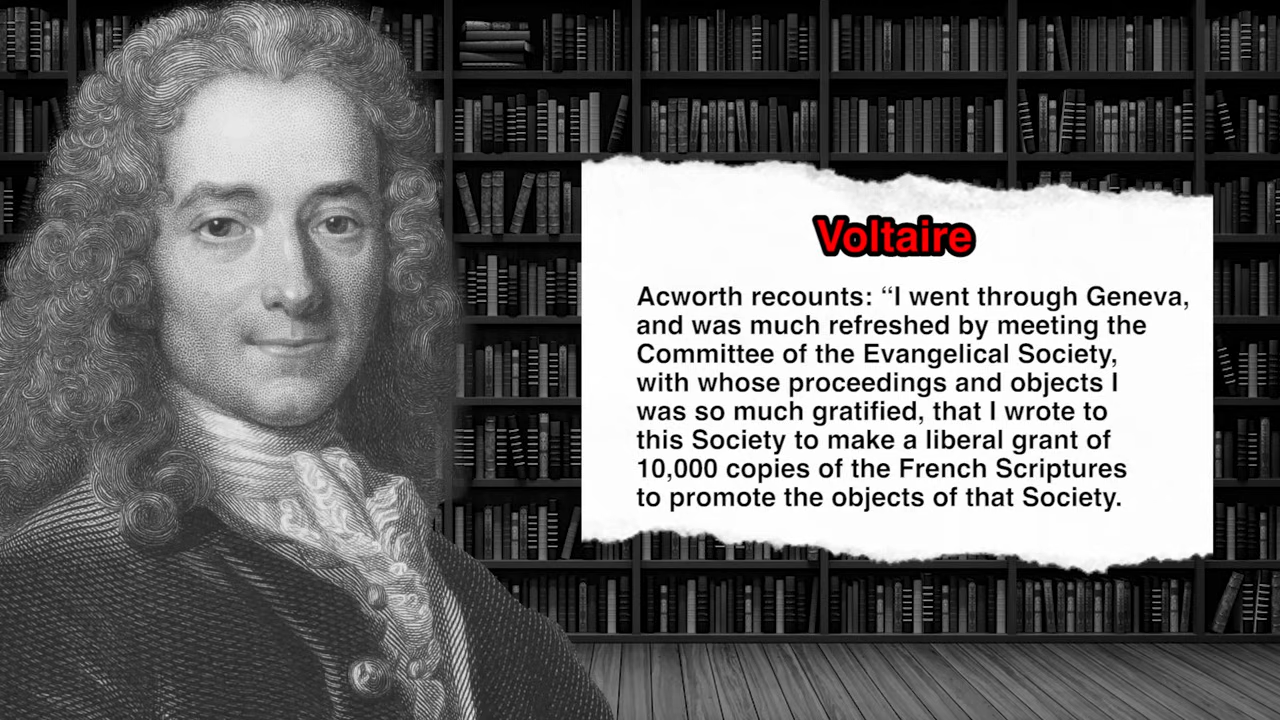 Voltaire
Acworth recounts: “I went through Geneva,
and was much refreshed by meeting the
Committee of the Evangelical Society,
with whose proceedings and objects I
was so much gratified, that I wrote to
this Society to make a liberal grant of
10,000 copies of the French Scriptures
to promote the objects of that Society.